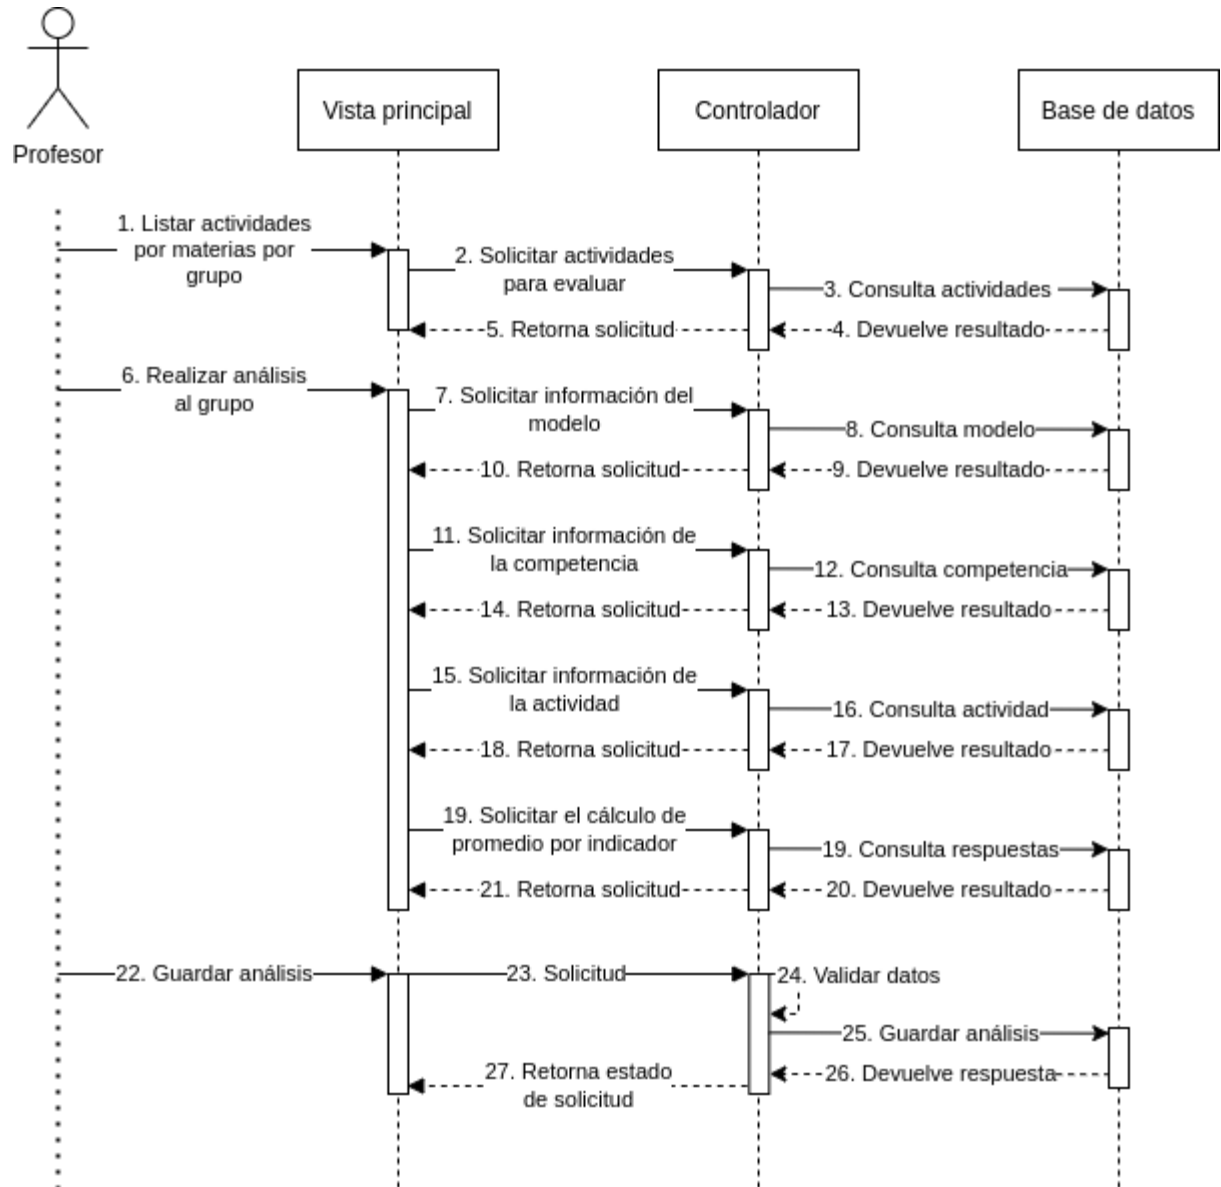 Profesor
Vista principal
Controlador
Base de datos
1. Listar actividades
por materias por
grupo
2. Solicitar actividades
para evaluar
3. Consulta actividades
5. Retorna solicitud
4. Devuelve resultado
6. Realizar análisis
al grupo
7. Solicitar información del
modelo
8. Consulta modelo
10. Retorna solicitud
9. Devuelve resultado
11. Solicitar información de
la competencia
12. Consulta competencia
14. Retorna solicitud
13. Devuelve resultado
15. Solicitar información de
la actividad
16. Consulta actividad
18. Retorna solicitud
17. Devuelve resultado
19. Solicitar el cálculo de
promedio por indicador
19. Consulta respuestas
21. Retorna solicitud
20. Devuelve resultado
22. Guardar análisis
23. Solicitud
24. Validar datos
25. Guardar análisis
27. Retorna estado
de solicitud
26. Devuelve respuesta